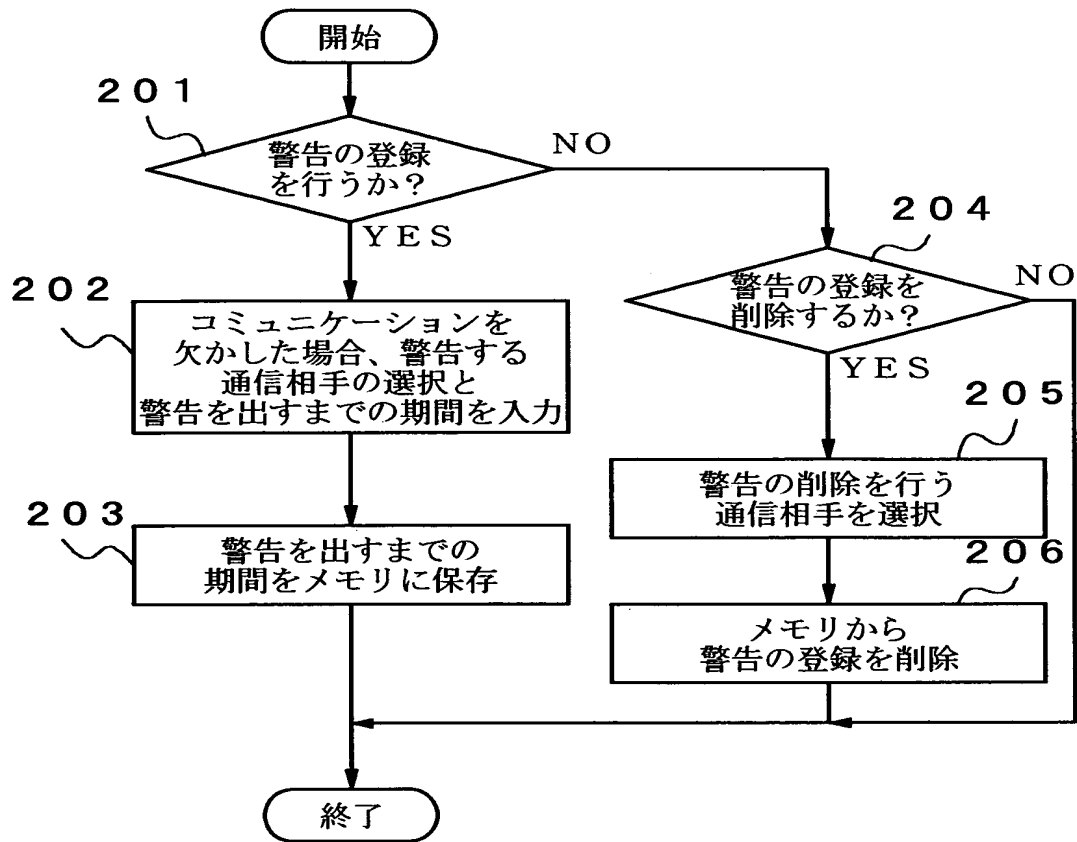 開始
２０１
警告の登録
を行うか？
ＮＯ
ＹＥＳ
２０２
コミュニケーションを
欠かした場合、警告する
通信相手の選択と
警告を出すまでの期間を入力
２０３
警告を出すまでの
期間をメモリに保存
２０４
警告の登録を
削除するか？
ＮＯ
ＹＥＳ
２０５
警告の削除を行う
通信相手を選択
２０６
メモリから
警告の登録を削除
終了